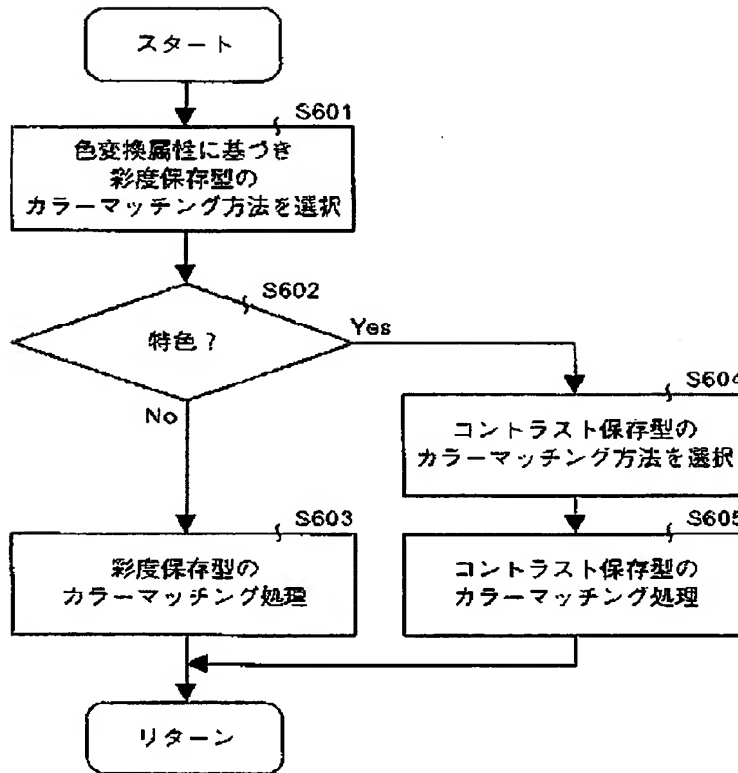 スタート
S601
色変換属性に基づき
彩度保存型の
カラーマッチング方法を選択
S602
特色？
Yes
No
S604
コントラスト保存型の
カラーマッチング方法を選択
S603
彩度保存型の
カラーマッチング処理
S605
コントラスト保存型の
カラーマッチング処理
リターン